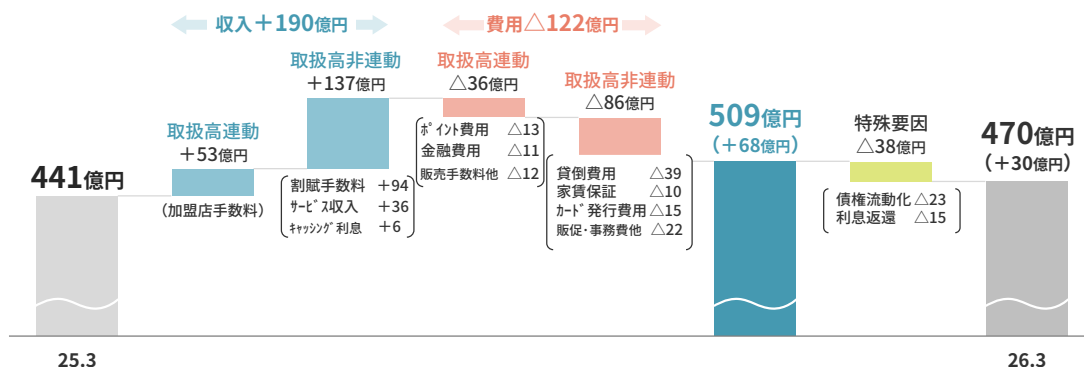 収入＋190億円
費用△122億円
取扱高非連動
＋137億円
取扱高連動
△36億円
取扱高非連動
△86億円
取扱高連動
＋53億円
（加盟店手数料）
441億円
割賦手数料 ＋94
ｻｰﾋﾞｽ収入 ＋36
ｷｬｯｼﾝｸﾞ利息 ＋6
ﾎﾟｲﾝﾄ費用 △13
金融費用 △11
販売手数料他 △12
貸倒費用 △39
家賃保証 △10
ｶｰﾄﾞ発行費用 △15
販促･事務費他 △22
509億円
（＋68億円）
特殊要因
△38億円
債権流動化 △23
利息返還 △15
470億円
（＋30億円）
25.3
26.3